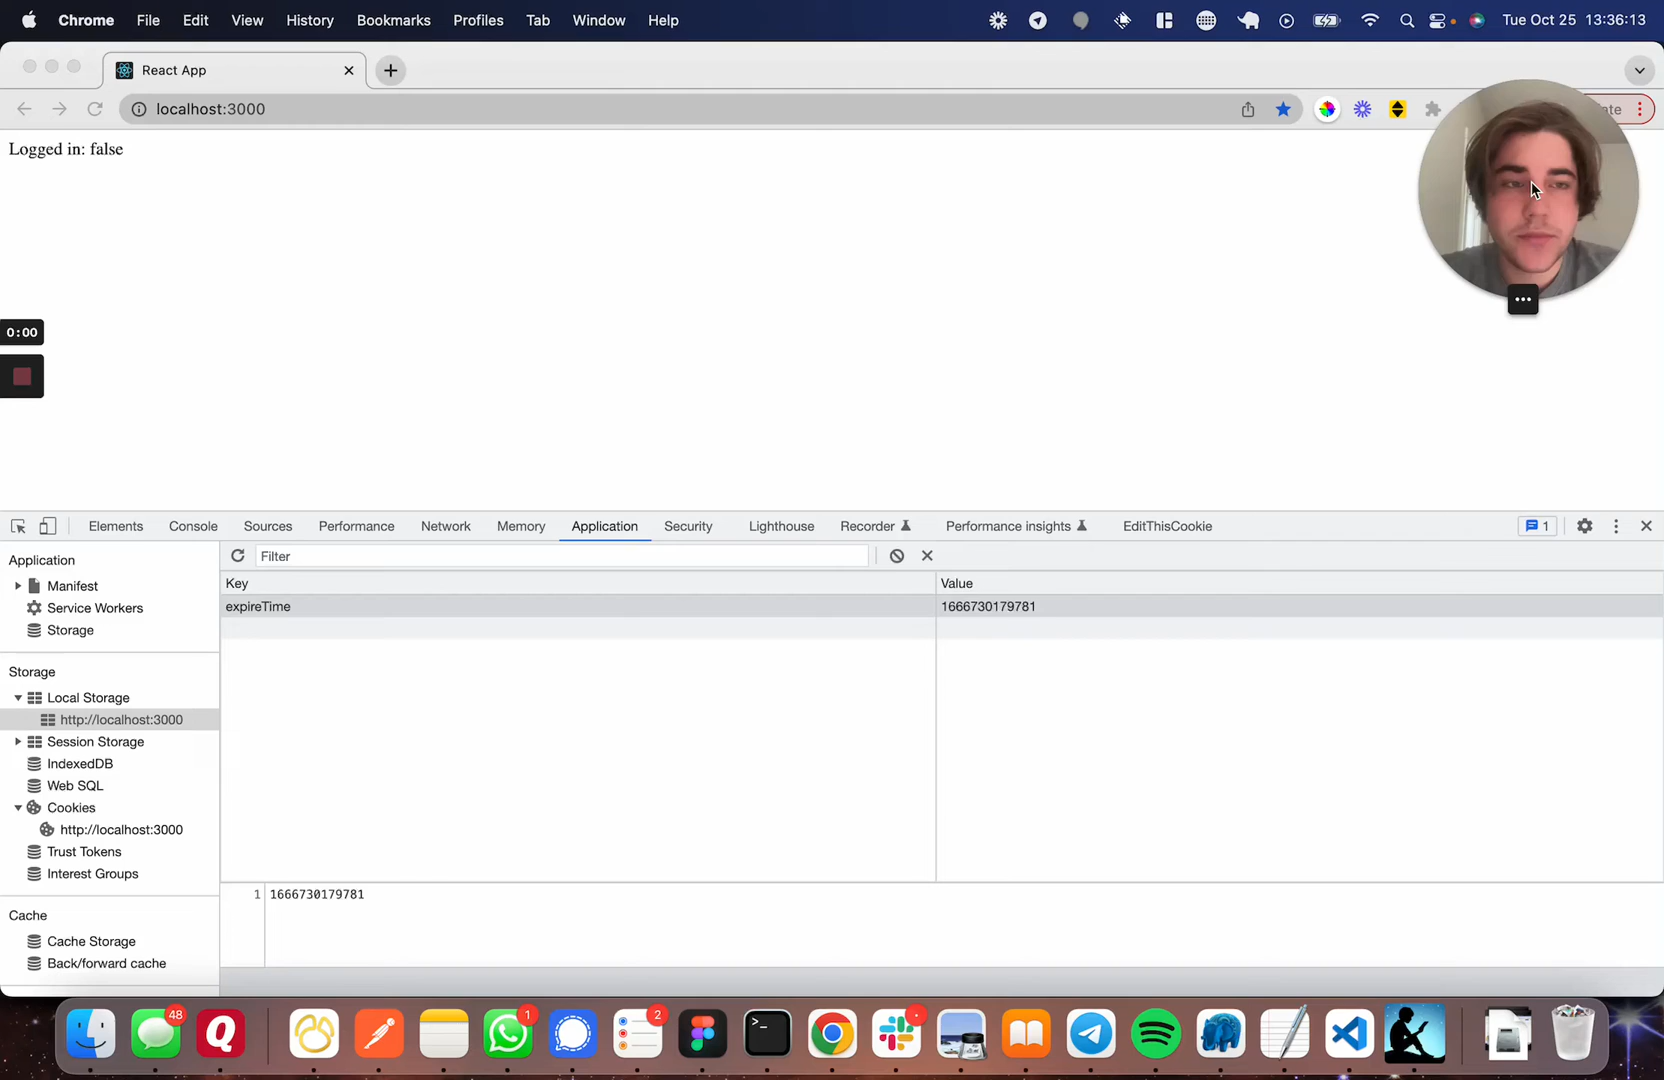 Chrome File Edit View History Bookmarks Profiles Tab Window Help Tue Oct 25 13:36:13
React App
localhost:3000
Logged in: false
0:00
Elements Console Sources Performance Network Memory Application Security Lighthouse Recorder Performance insights EditThisCookie 1
Application
Filter
Key Value
Manifest
expireTime 1666730179781
Service Workers
Storage
Storage
Local Storage
http://localhost:3000
Session Storage
IndexedDB
Web SQL
Cookies
http://localhost:3000
Trust Tokens
Interest Groups
1 1666730179781
Cache
Cache Storage
Back/forward cache
48 1 2